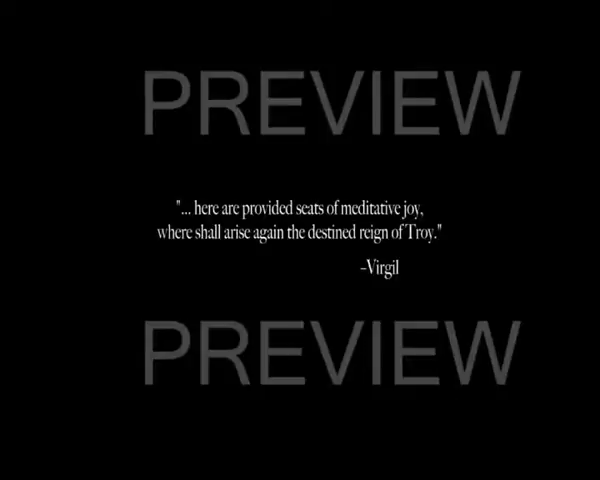 PREVIEW
"... here are provided seats of meditative joy,
where shall arise again the destined reign of Troy."
–Virgil
PREVIEW